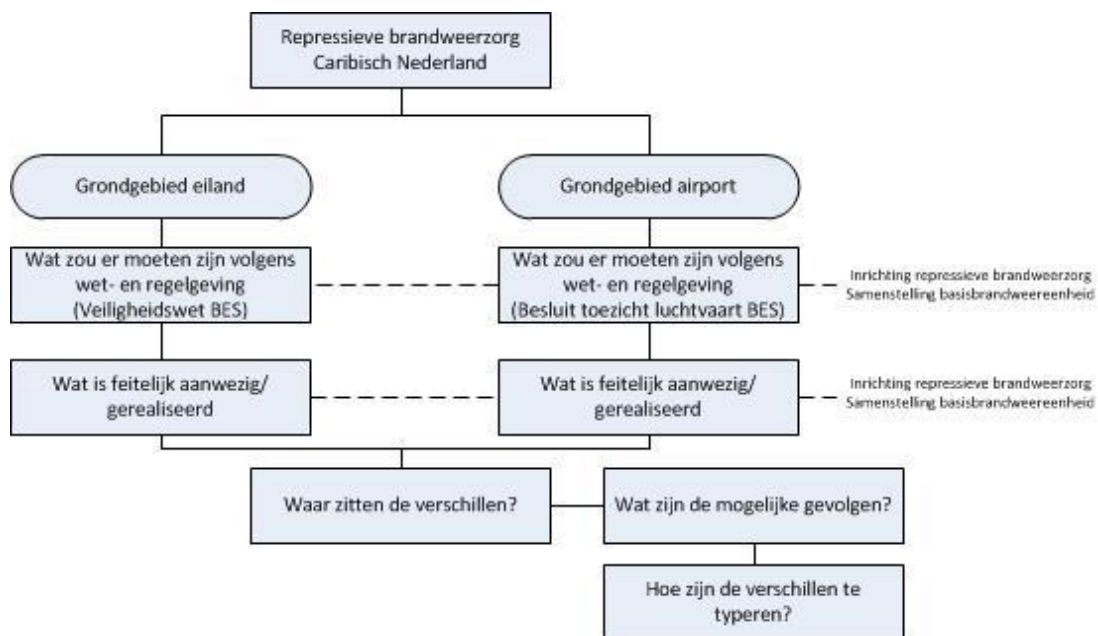 Repressieve brandweerzorg
Caribisch Nederland
Grondgebied eiland
Grondgebied airport
Wat zou er moeten zijn volgens
wet- en regelgeving
(Veiligheidswet BES)
Wat zou er moeten zijn volgens
wet- en regelgeving
(Besluit toezicht luchtvaart BES)
Inrichting repressieve brandweerzorg
Samenstelling basisbrandweereenheid
Wat is feitelijk aanwezig/
gerealiseerd
Wat is feitelijk aanwezig/
gerealiseerd
Inrichting repressieve brandweerzorg
Samenstelling basisbrandweereenheid
Waar zitten de verschillen?
Wat zijn de mogelijke gevolgen?
Hoe zijn de verschillen te
typeren?